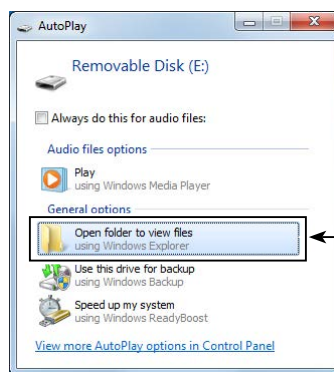 AutoPlay
Removable Disk (E:)
Always do this for audio files:
Audio files options
Play
using Windows Media Player
General options
Open folder to view files
using Windows Explorer
Use this drive for backup
using Windows Backup
Speed up my system
using Windows ReadyBoost
View more AutoPlay options in Control Panel